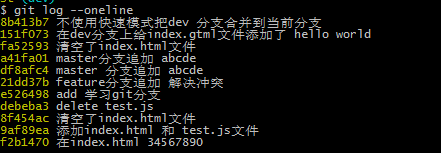 $ git log --oneline
8b413b7 不使用快速模式把dev 分支合并到当前分支
151f073 在dev分支上给index.gtml文件添加了 hello world
fa52593 清空了index.html文件
a41fa01 master分支追加 abcde
df8afc4 master 分支追加 abcde
21dd37b feature分支追加 解决冲突
e526498 add 学习git分支
debeba3 delete test.js
8f454ac 清空了index.html文件
9af89ea 添加index.html 和 test.js文件
f2b1470 在index.html 34567890